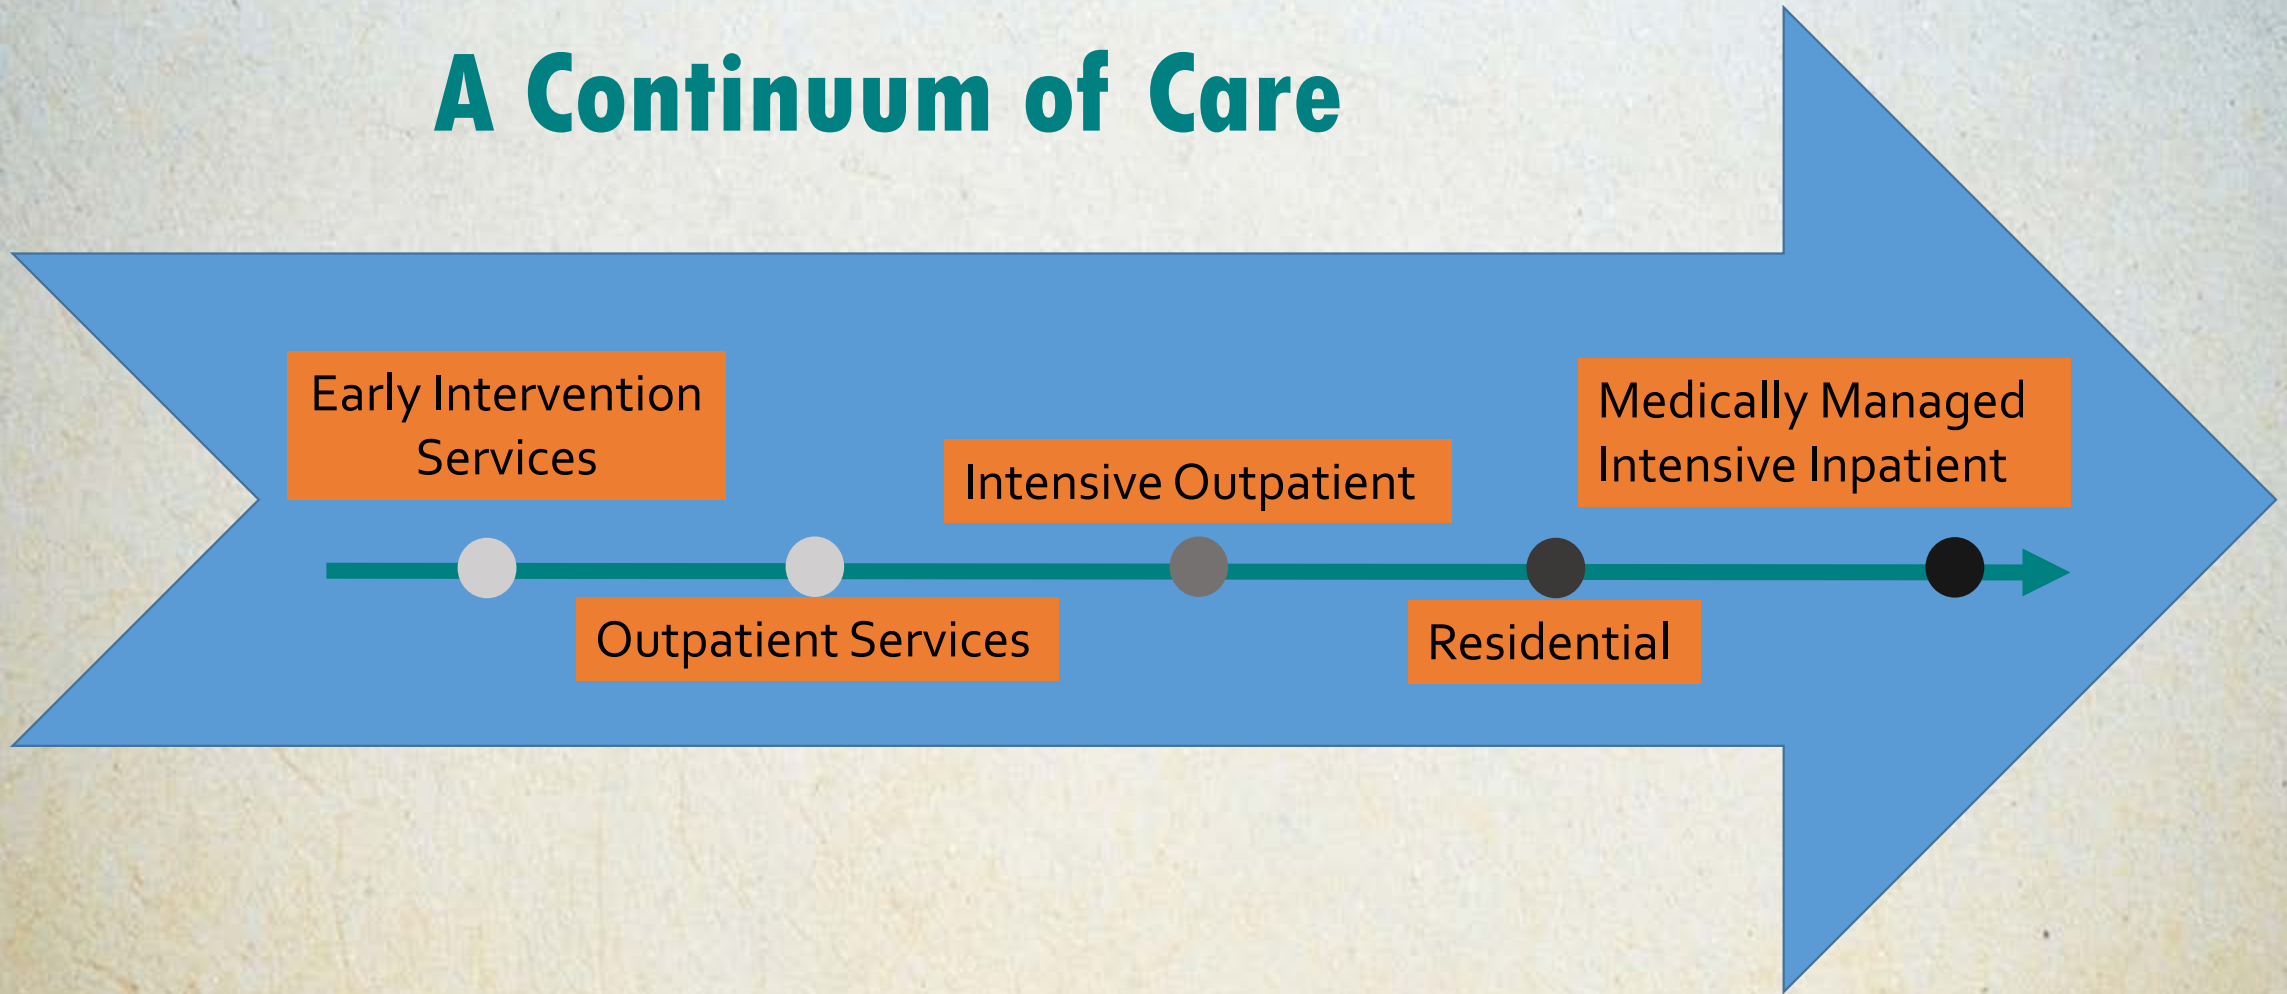 A Continuum of Care
Early Intervention
Services
Outpatient Services
Intensive Outpatient
Residential
Medically Managed
Intensive Inpatient